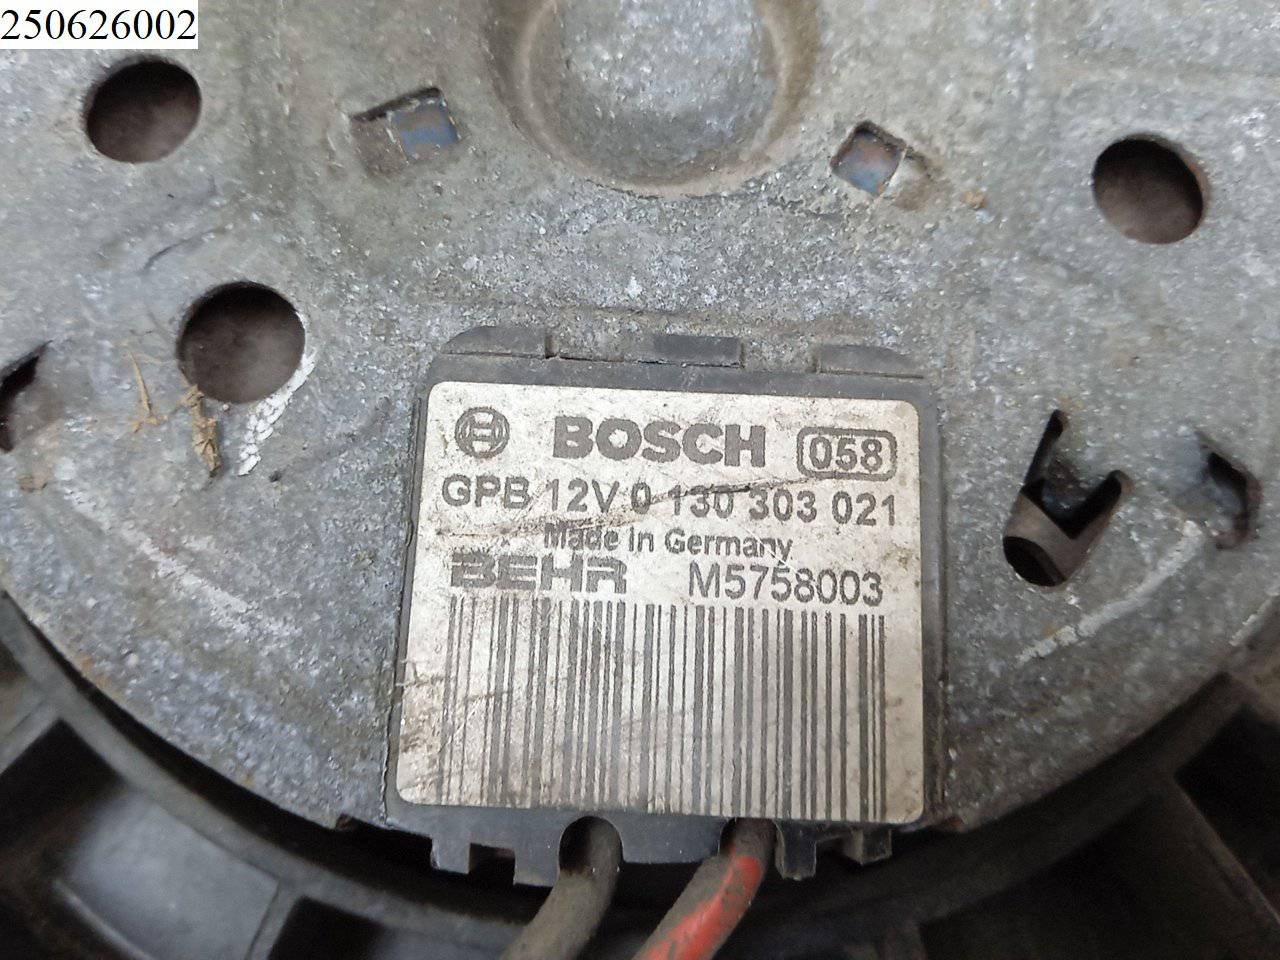 250626002
BOSCH 058
GPB 12V 0 130 303 021
Made in Germany
BEHR M5758003